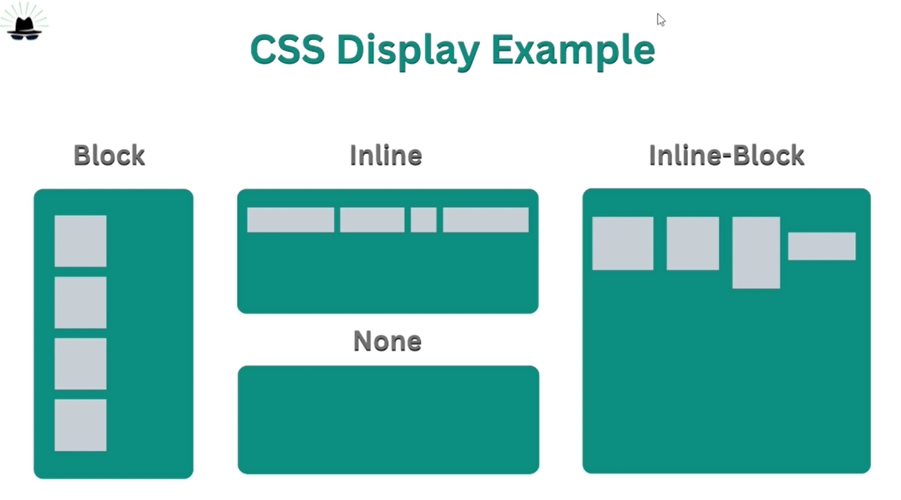 CSS Display Example
Block
Inline
Inline-Block
None